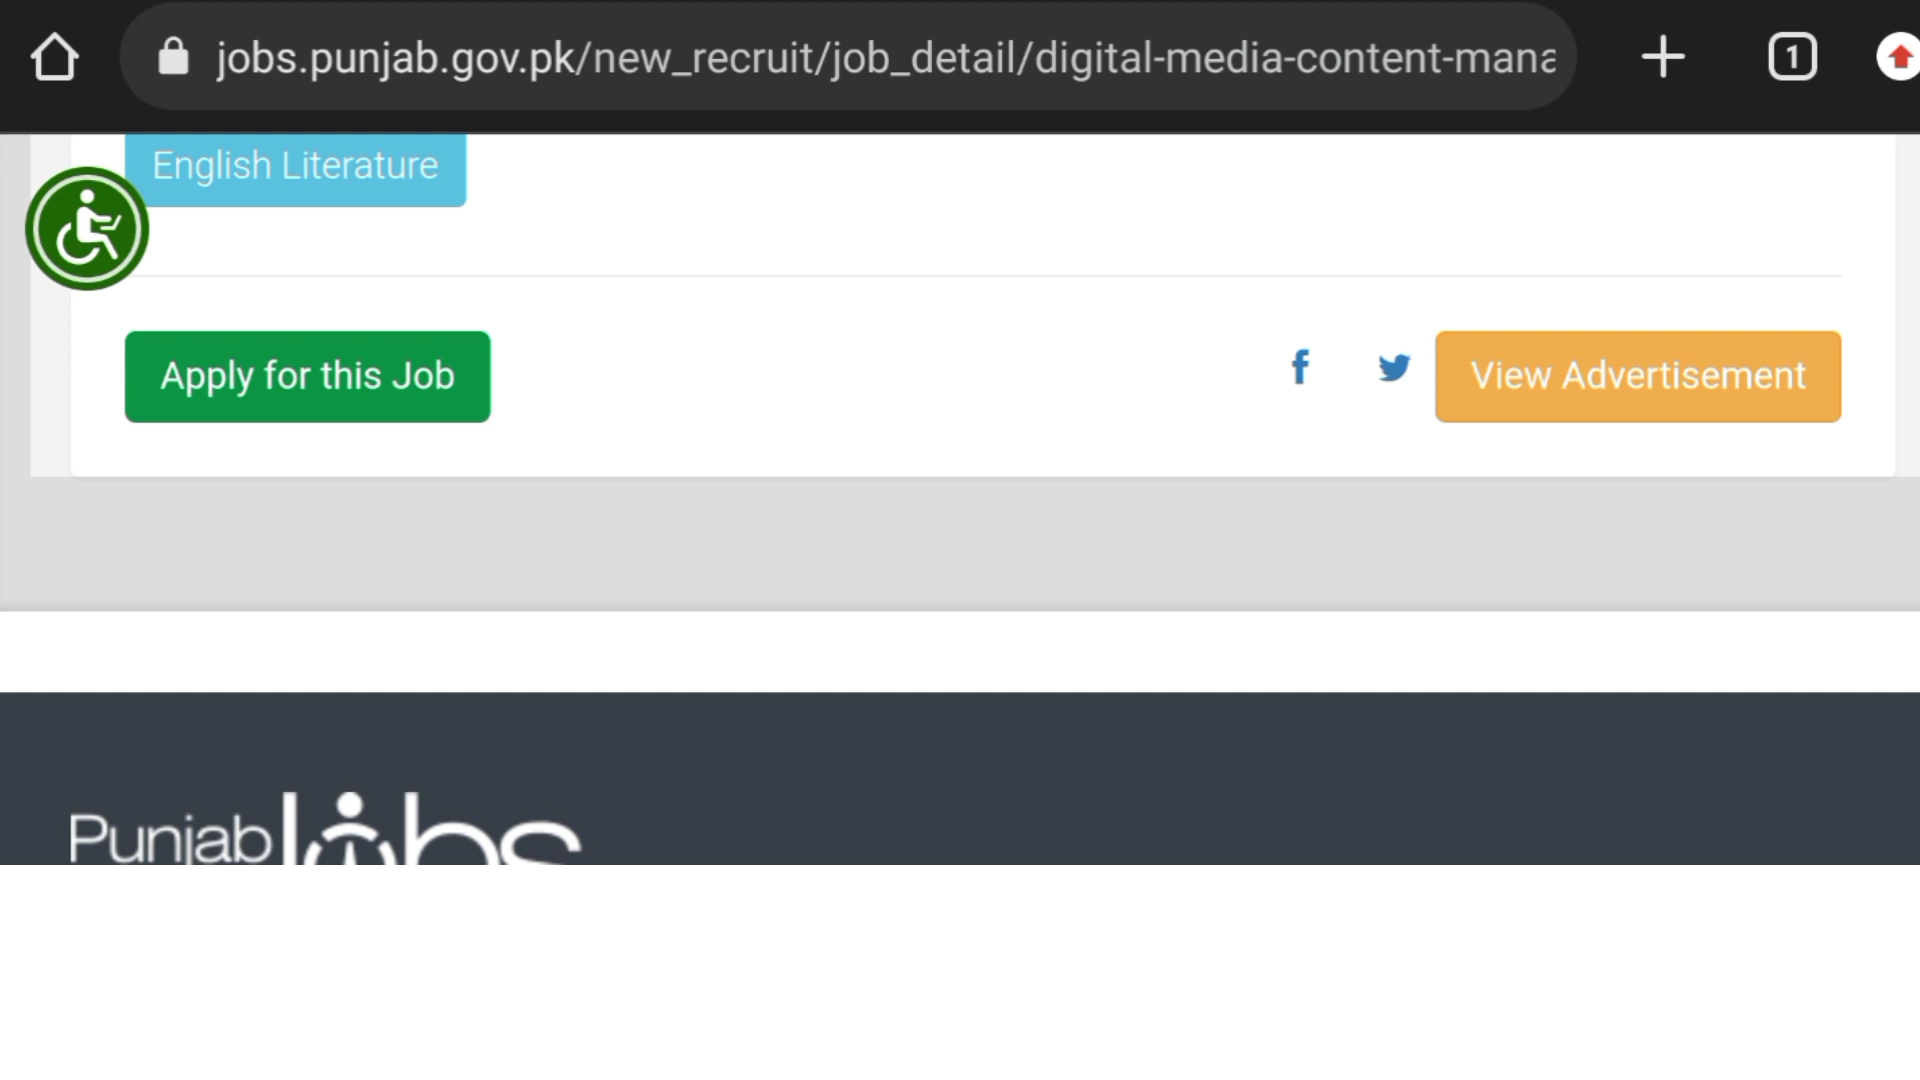 jobs.punjab.gov.pk/new_recruit/job_detail/digital-media-content-mana
1
English Literature
Apply for this Job
f
View Advertisement
Punjab Jobs